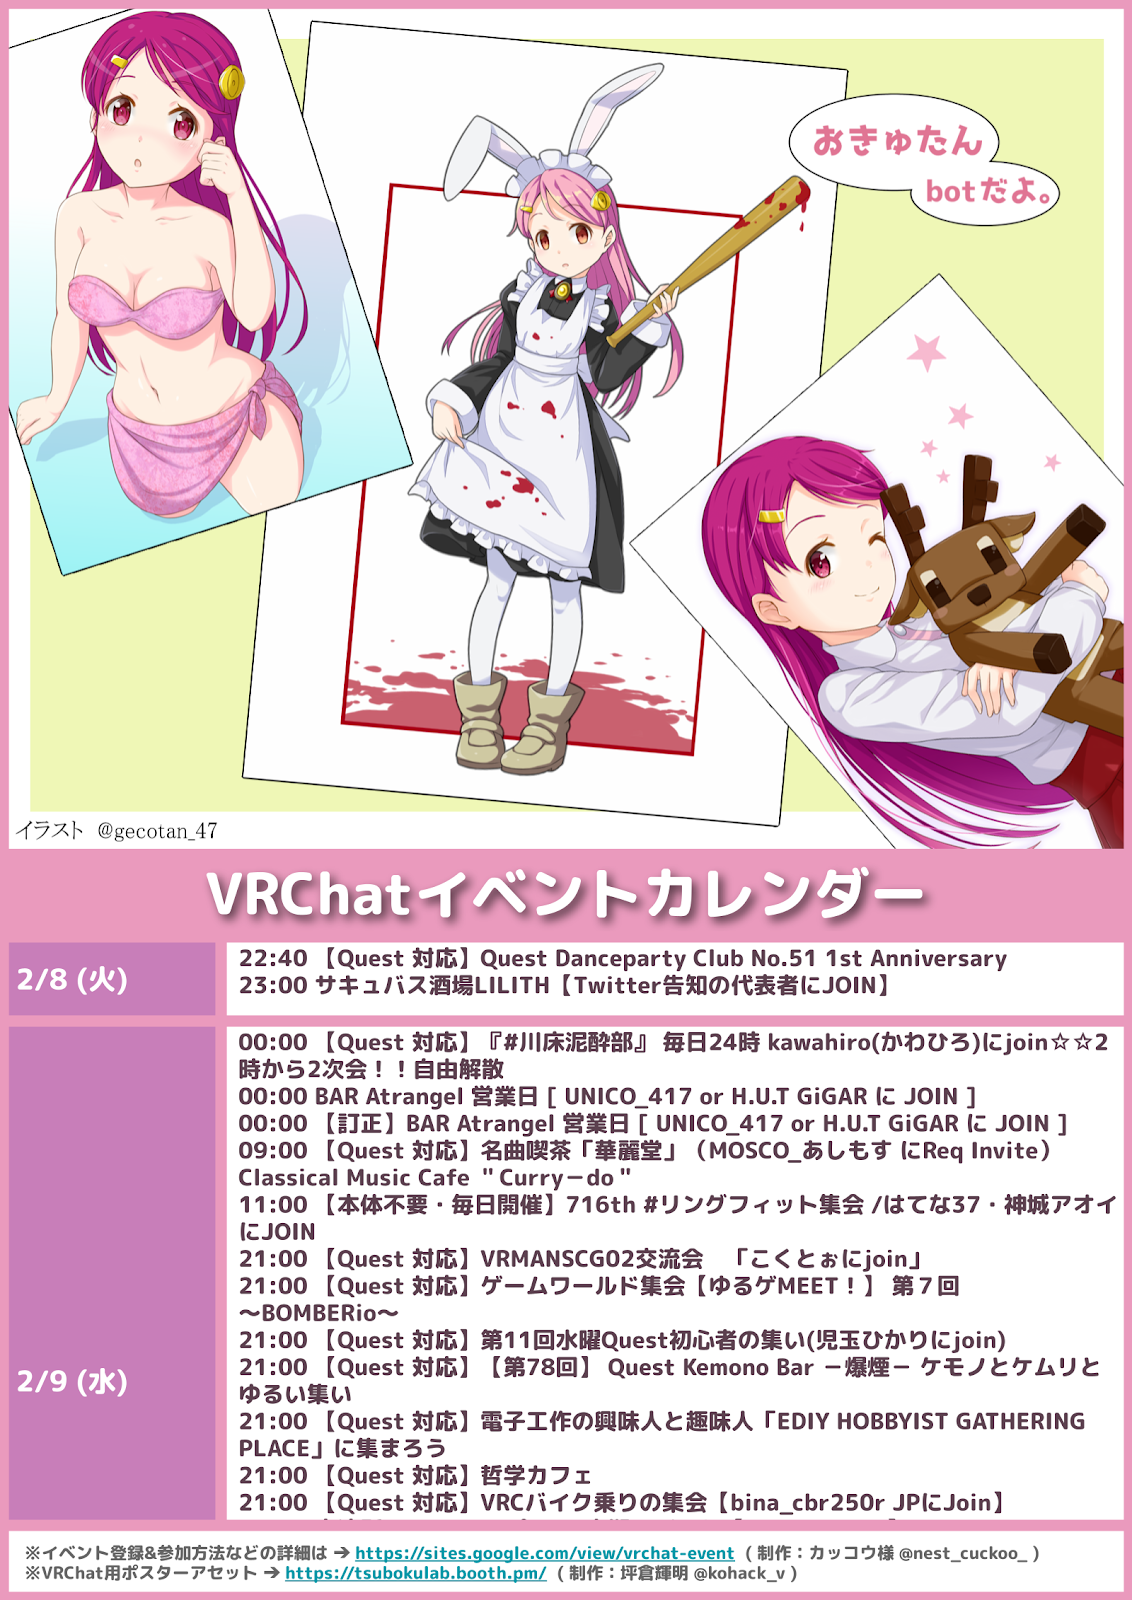 おきゅたん
botだよ。
イラスト @gecotan_47
VRChatイベントカレンダー
2/8 (火)
22:40 【Quest 対応】Quest Danceparty Club No.51 1st Anniversary
23:00 サキュバス酒場LILITH【Twitter告知の代表者にJOIN】
2/9 (水)
00:00 【Quest 対応】『#川床泥酔部』 毎日24時 kawahiro(かわひろ)にjoin☆☆2
時から2次会！！自由解散
00:00 BAR Atrangel 営業日 [ UNICO_417 or H.U.T GiGAR に JOIN ]
00:00 【訂正】BAR Atrangel 営業日 [ UNICO_417 or H.U.T GiGAR に JOIN ]
09:00 【Quest 対応】名曲喫茶「華麗堂」（MOSCO_あしもす にReq Invite）
Classical Music Cafe ＂Curry－do＂
11:00 【本体不要・毎日開催】716th #リングフィット集会 /はてな37・神城アオイ
にJOIN
21:00 【Quest 対応】VRMANSCG02交流会　「こくとぉにjoin」
21:00 【Quest 対応】ゲームワールド集会【ゆるゲMEET！】 第７回
～BOMBERio～
21:00 【Quest 対応】第11回水曜Quest初心者の集い(児玉ひかりにjoin)
21:00 【Quest 対応】【第78回】 Quest Kemono Bar －爆煙－ ケモノとケムリと
ゆるい集い
21:00 【Quest 対応】電子工作の興味人と趣味人「EDIY HOBBYIST GATHERING
PLACE」に集まろう
21:00 【Quest 対応】哲学カフェ
21:00 【Quest 対応】VRCバイク乗りの集会【bina_cbr250r JPにJoin】
※イベント登録&参加方法などの詳細は → https://sites.google.com/view/vrchat-event ( 制作：カッコウ様 @nest_cuckoo_ )
※VRChat用ポスターアセット → https://tsubokulab.booth.pm/ ( 制作：坪倉輝明 @kohack_v )